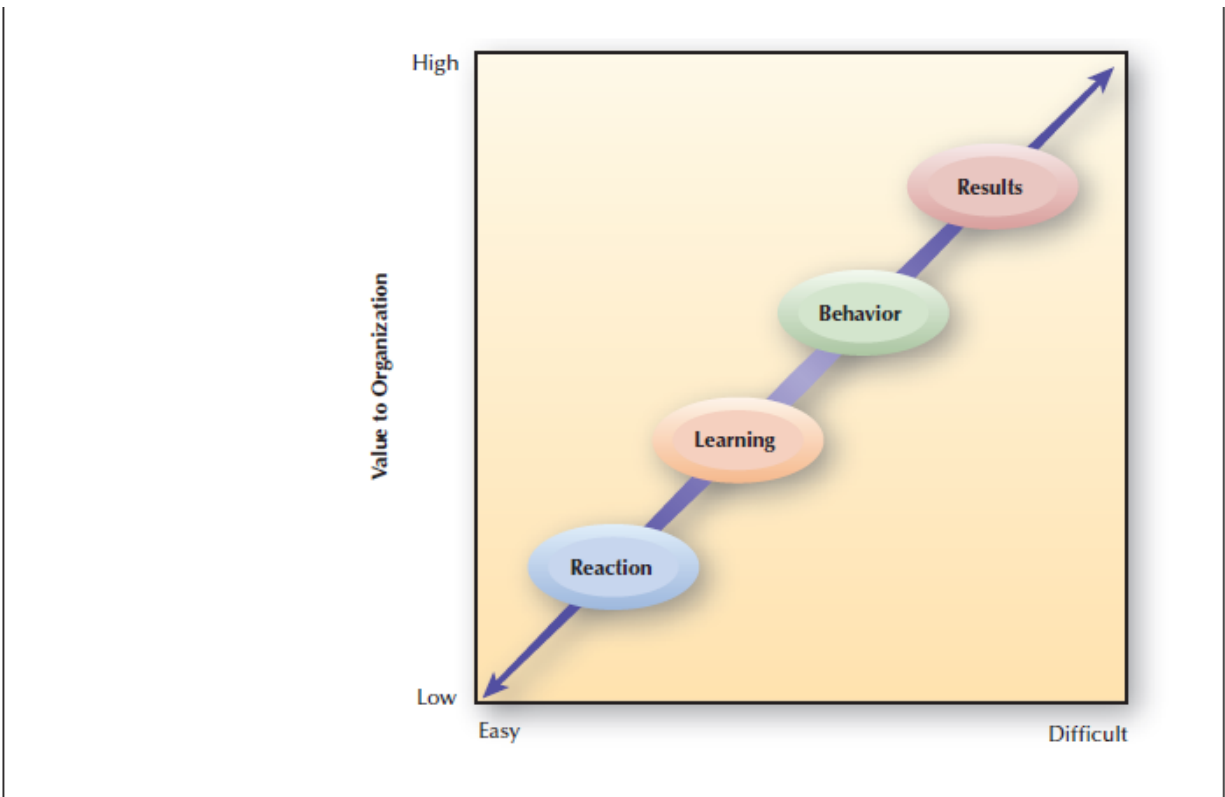 High
Results
Behavior
Value to Organization
Learning
Reaction
Low
Easy
Difficult